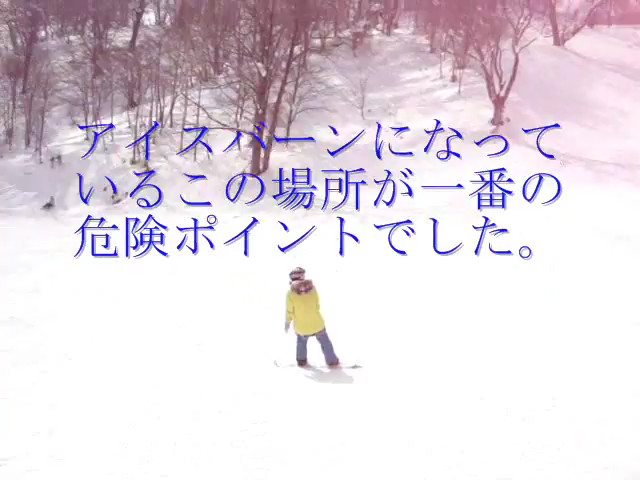 アイスバーンになって
いるこの場所が一番の
危険ポイントでした。